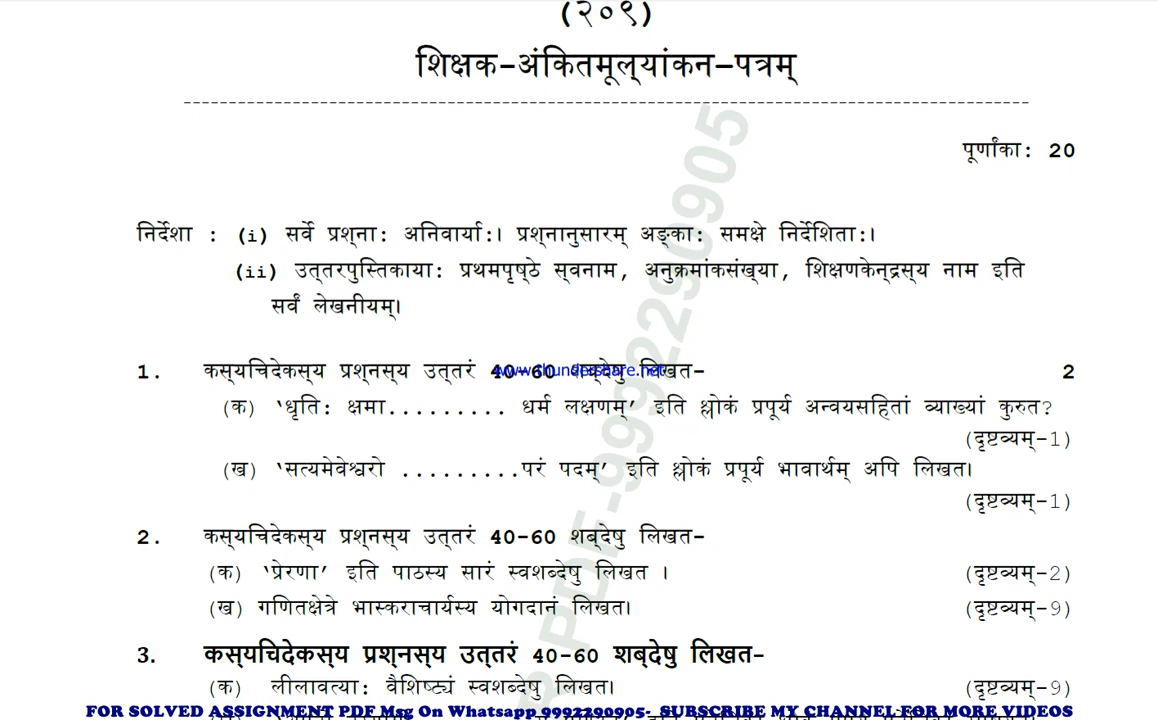 (२०९)
शिक्षक-अंकितमूल्यांकन-पत्रम्
पूर्णांका: 20
निर्देशा : (i) सर्वे प्रश्ना: अनिवार्या:। प्रश्नानुसारम् अङ्का: समक्षे निर्देशिता:।
(ii) उत्तरपुस्तिकाया: प्रथमपृष्ठे स्वनाम, अनुक्रमांकसंख्या, शिक्षणकेन्द्रस्य नाम इति
सर्वं लेखनीयम्।
1. कस्यचिदेकस्य प्रश्नस्य उत्तरं 40-60 शब्देषु लिखत- 2
www.thundershare.net
(क) ‘धृति: क्षमा......... धर्म लक्षणम्’ इति श्लोकं प्रपूर्य अन्वयसहितां व्याख्यां कुरुत?
(दृष्टव्यम्-1)
(ख) ‘सत्यमेवेश्वरो .........परं पदम्’ इति श्लोकं प्रपूर्य भावार्थम् अपि लिखत।
(दृष्टव्यम्-1)
2. कस्यचिदेकस्य प्रश्नस्य उत्तरं 40-60 शब्देषु लिखत-
(क) ‘प्रेरणा’ इति पाठस्य सारं स्वशब्देषु लिखत । (दृष्टव्यम्-2)
(ख) गणितक्षेत्रे भास्कराचार्यस्य योगदानं लिखत। (दृष्टव्यम्-9)
3. कस्यचिदेकस्य प्रश्नस्य उत्तरं 40-60 शब्देषु लिखत-
(क) लीलावत्या: वैशिष्ट्यं स्वशब्देषु लिखत। (दृष्टव्यम्-9)
FOR SOLVED ASSIGNMENT PDF Msg On Whatsapp 9992290905- SUBSCRIBE MY CHANNEL FOR MORE VIDEOS
PDF-9992290905